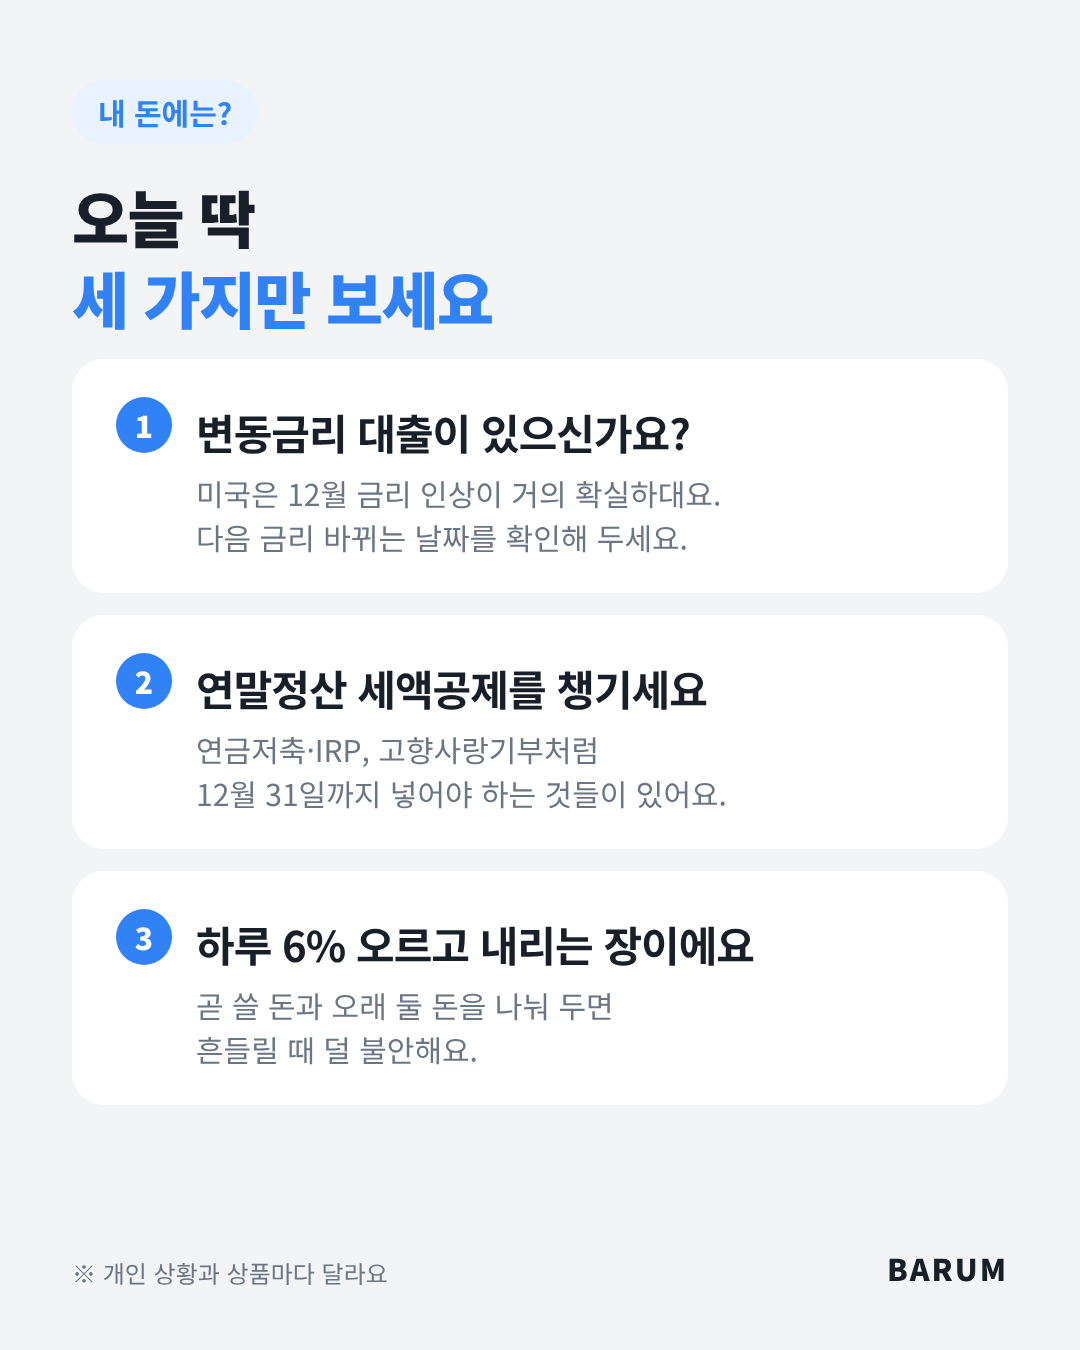 내 돈에는?
오늘 딱
세 가지만 보세요
1 변동금리 대출이 있으신가요?
미국은 12월 금리 인상이 거의 확실하대요.
다음 금리 바뀌는 날짜를 확인해 두세요.
2 연말정산 세액공제를 챙기세요
연금저축·IRP, 고향사랑기부처럼
12월 31일까지 넣어야 하는 것들이 있어요.
3 하루 6% 오르고 내리는 장이에요
곧 쓸 돈과 오래 둘 돈을 나눠 두면
흔들릴 때 덜 불안해요.
※ 개인 상황과 상품마다 달라요
BARUM